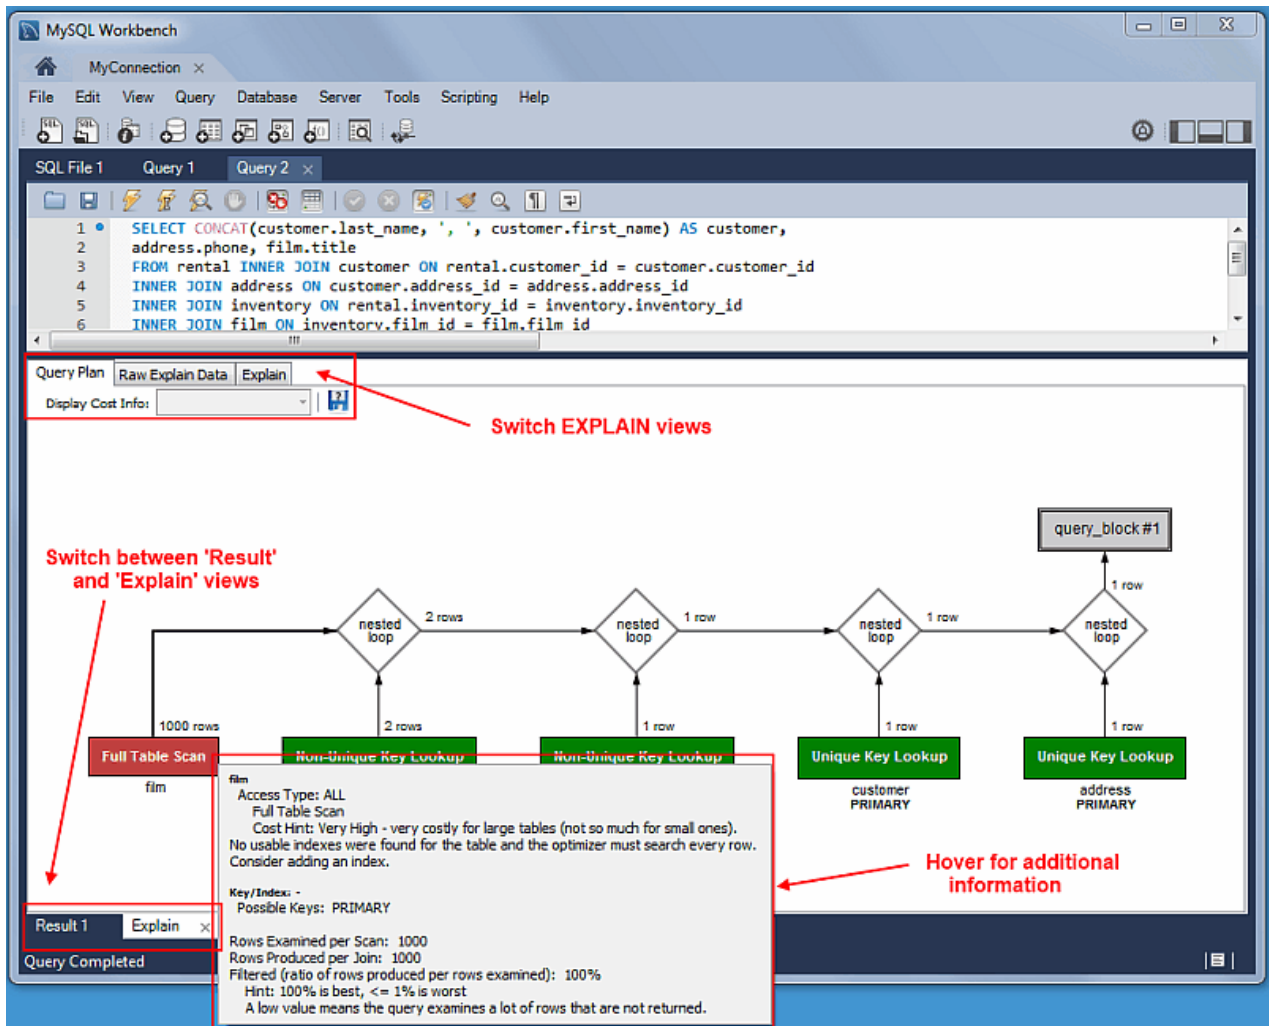 MySQL Workbench
MyConnection
File Edit View Query Database Server Tools Scripting Help
SQL File 1 Query 1 Query 2
1 SELECT CONCAT(customer.last_name, ', ', customer.first_name) AS customer,
2 address.phone, film.title
3 FROM rental INNER JOIN customer ON rental.customer_id = customer.customer_id
4 INNER JOIN address ON customer.address_id = address.address_id
5 INNER JOIN inventory ON rental.inventory_id = inventory.inventory_id
6 INNER JOIN film ON inventory.film_id = film.film_id
Query Plan Raw Explain Data Explain
Display Cost Info:
Switch EXPLAIN views
query_block #1
Switch between 'Result'
and 'Explain' views
1 row
nested
loop
2 rows
nested
loop
1 row
nested
loop
1 row
nested
loop
1000 rows
2 rows
1 row
1 row
1 row
Full Table Scan
Non-Unique Key Lookup
Non-Unique Key Lookup
Unique Key Lookup
Unique Key Lookup
film
customer
PRIMARY
address
PRIMARY
film
Access Type: ALL
Full Table Scan
Cost Hint: Very High - very costly for large tables (not so much for small ones).
No usable indexes were found for the table and the optimizer must search every row.
Consider adding an index.
Key/Index: -
Possible Keys: PRIMARY
Rows Examined per Scan: 1000
Rows Produced per Join: 1000
Filtered (ratio of rows produced per rows examined): 100%
Hint: 100% is best, <= 1% is worst
A low value means the query examines a lot of rows that are not returned.
Hover for additional
information
Result 1 Explain
Query Completed